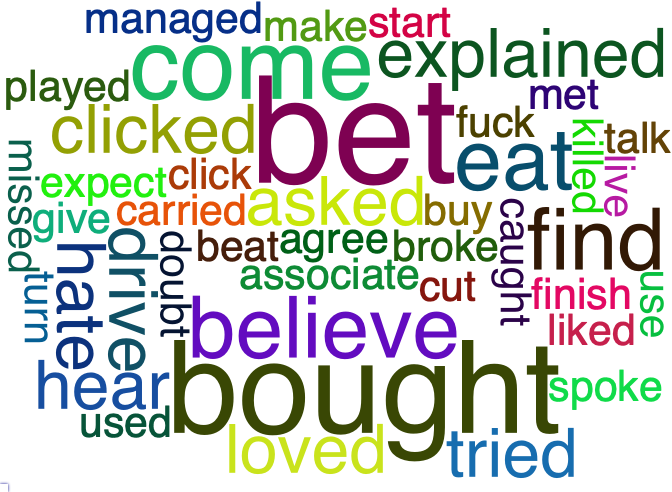 managed
make
start
come
explained
played
met
bet
clicked
fuck
talk
eat
killed
live
missed
expect
click
asked
buy
give
carried
caught
find
hate
drive
doubt
beat
agree
broke
associate
cut
turn
finish
use
believe
liked
hear
bought
spoke
used
loved
tried